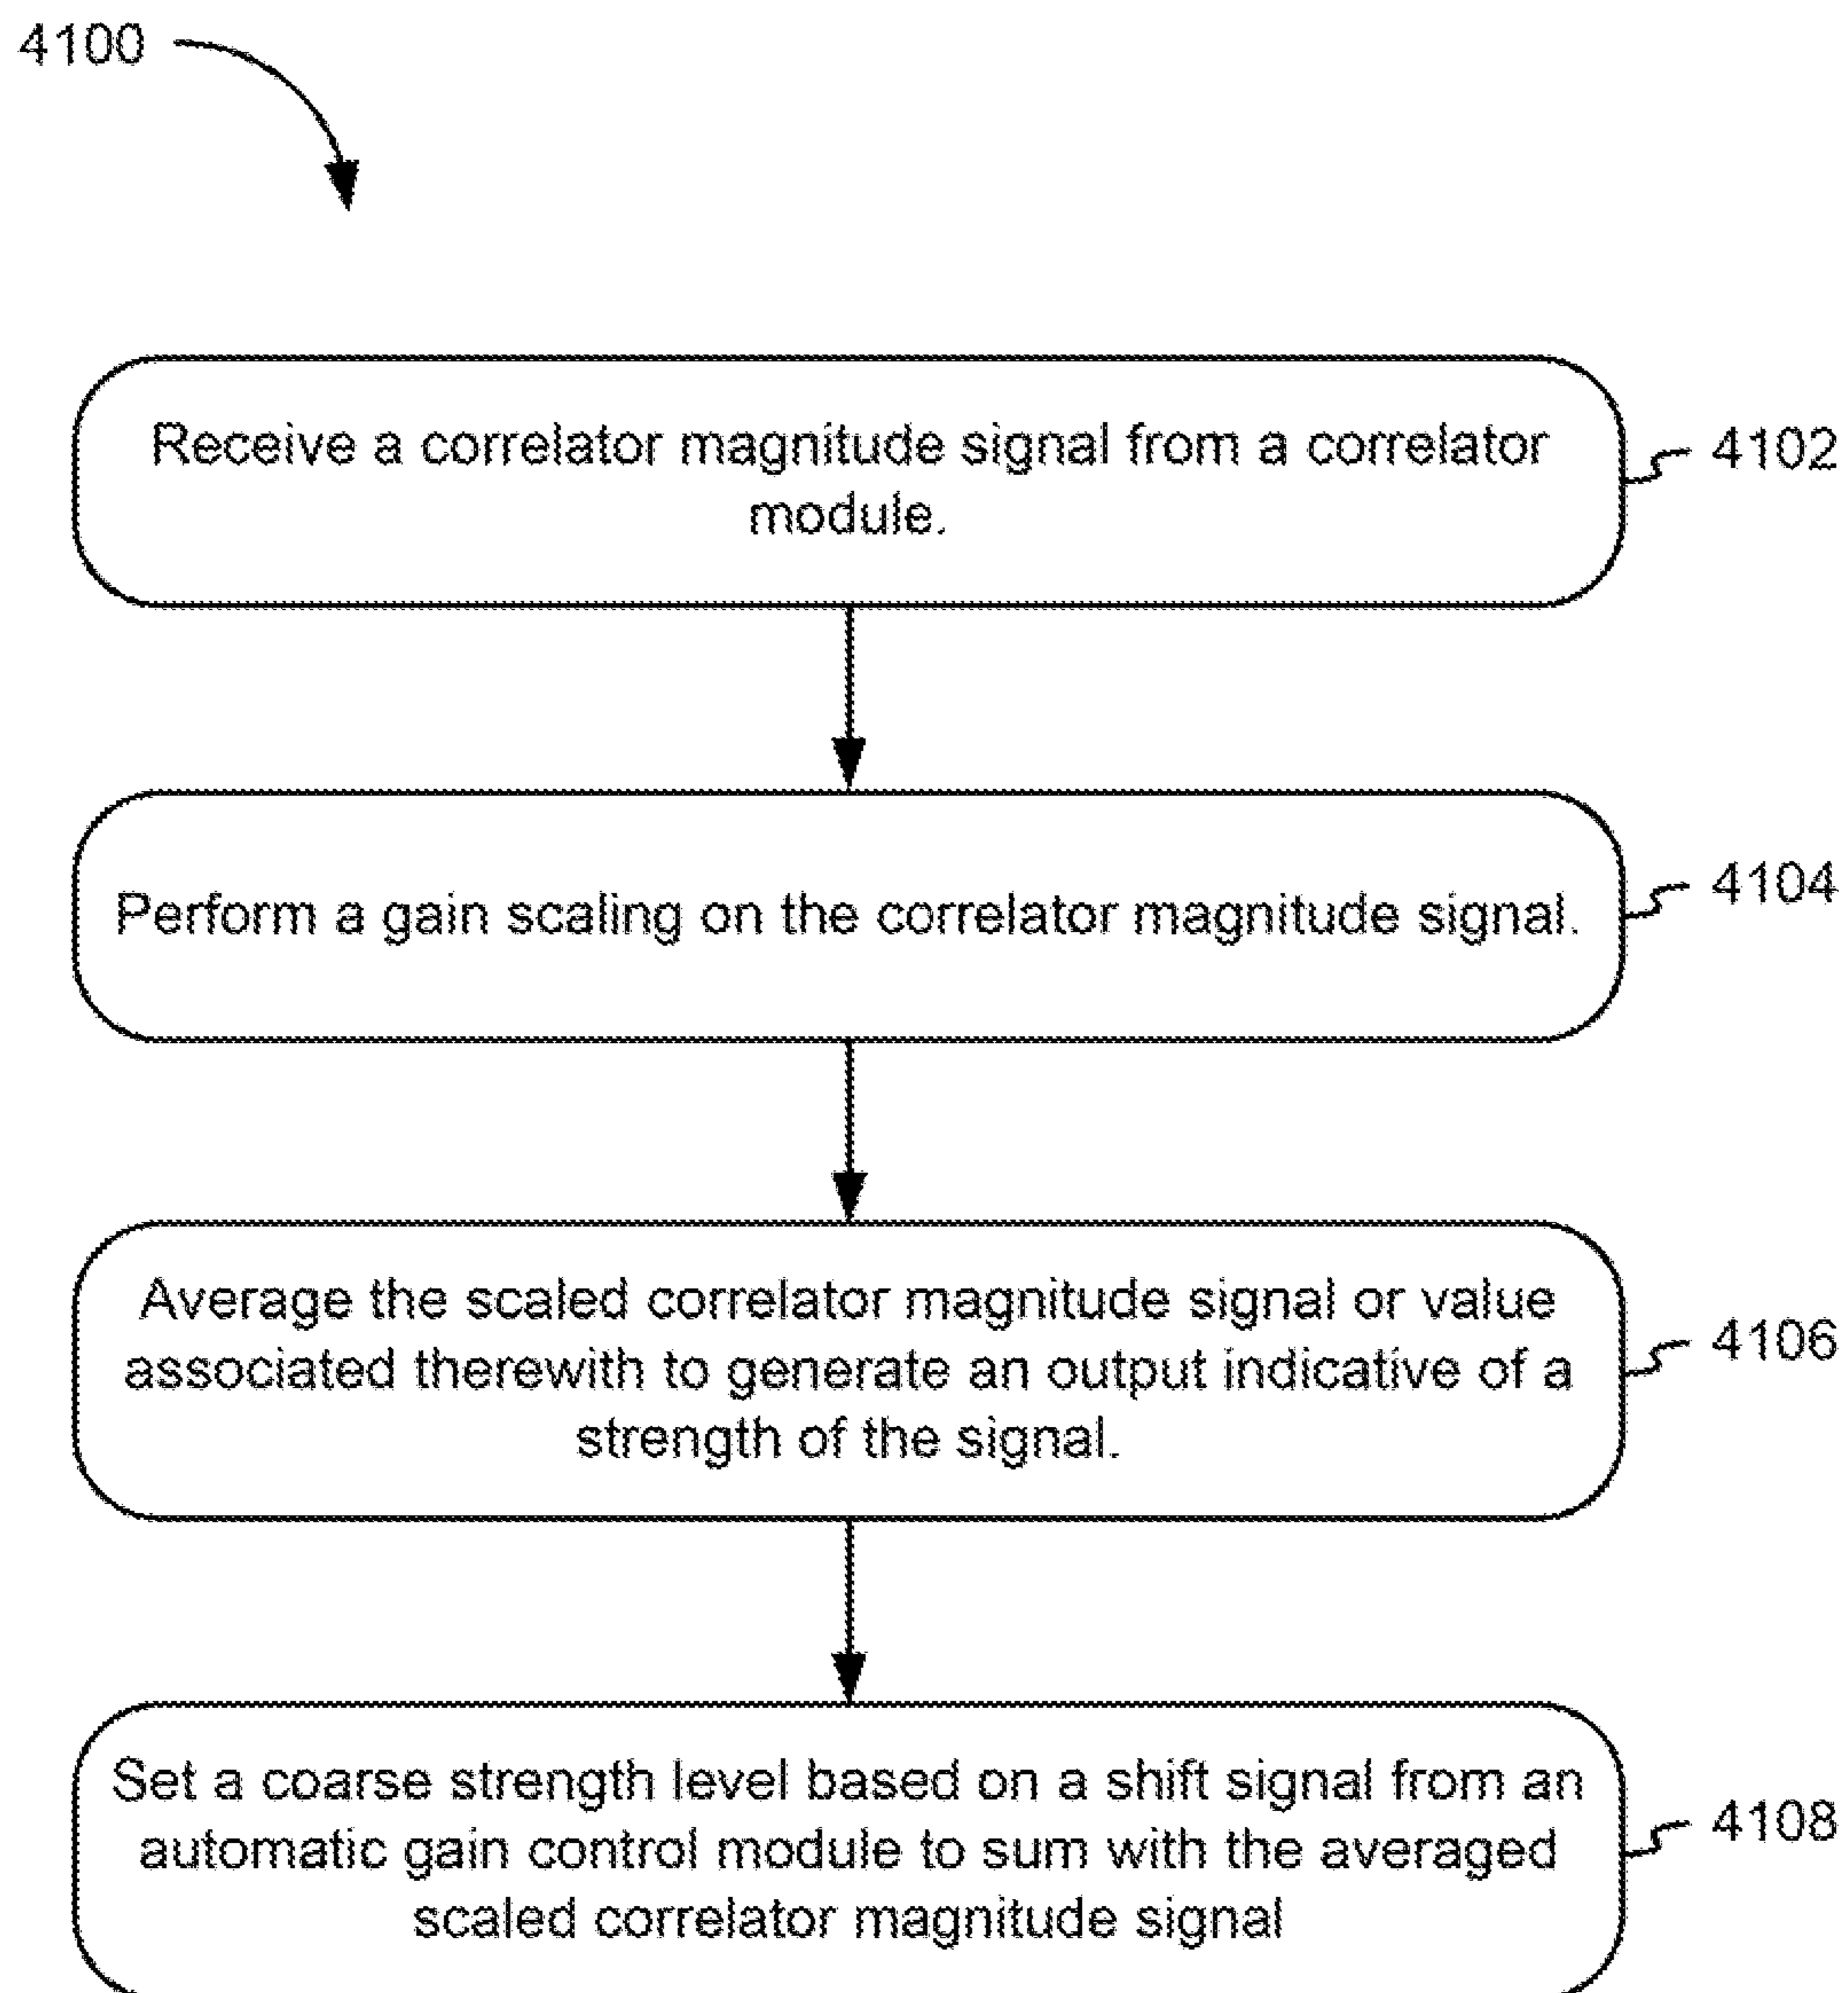 4100
Receive a correlator magnitude signal from a correlator
module.
4102
Perform a gain scaling on the correlator magnitude signal.
4104
Average the scaled correlator magnitude signal or value
associated therewith to generate an output indicative of a
strength of the signal.
4106
Set a coarse strength level based on a shift signal from an
automatic gain control module to sum with the averaged
scaled correlator magnitude signal
4108